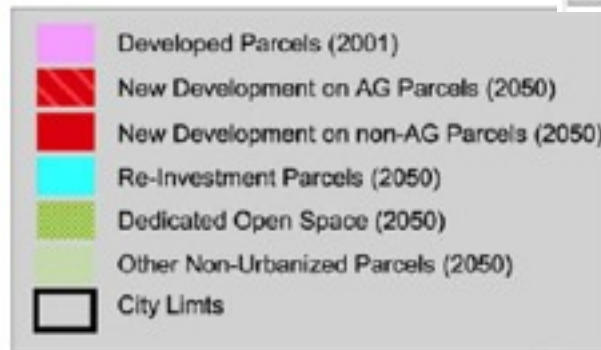 Developed Parcels (2001)
New Development on AG Parcels (2050)
New Development on non-AG Parcels (2050)
Re-Investment Parcels (2050)
Dedicated Open Space (2050)
Other Non-Urbanized Parcels (2050)
City Limts